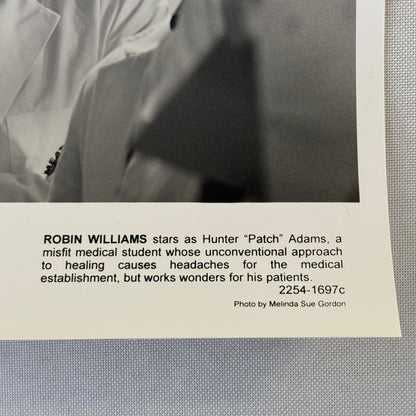 ROBIN WILLIAMS stars as Hunter “Patch” Adams, a
misfit medical student whose unconventional approach
to healing causes headaches for the medical
establishment, but works wonders for his patients.
2254-1697c
Photo by Melinda Sue Gordon